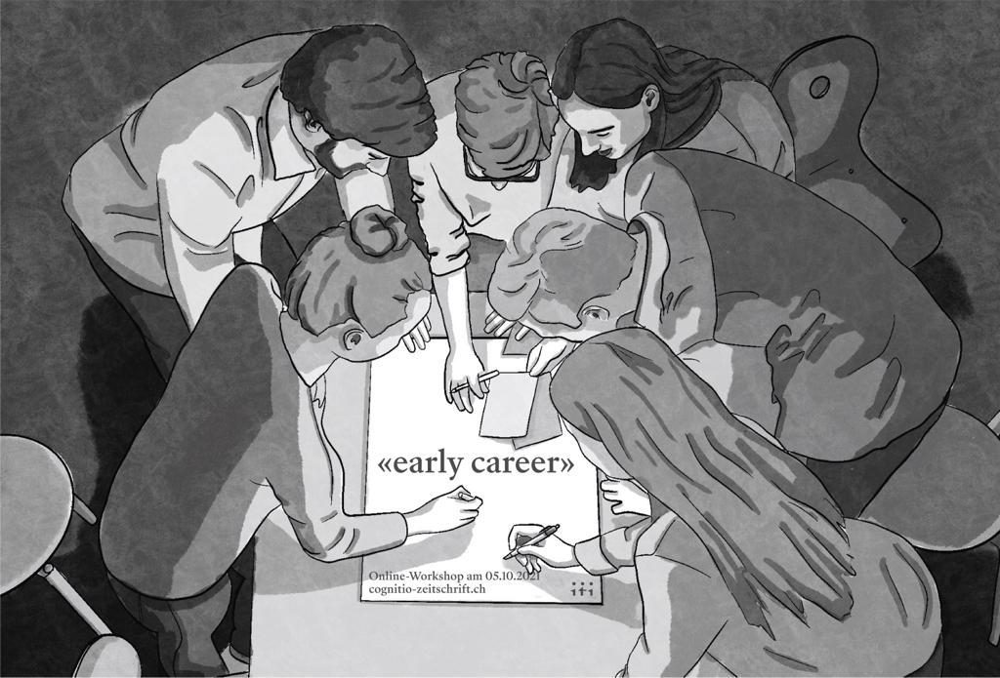 «early career»
Online-Workshop am 05.10.2021
cognitio-zeitschrift.ch